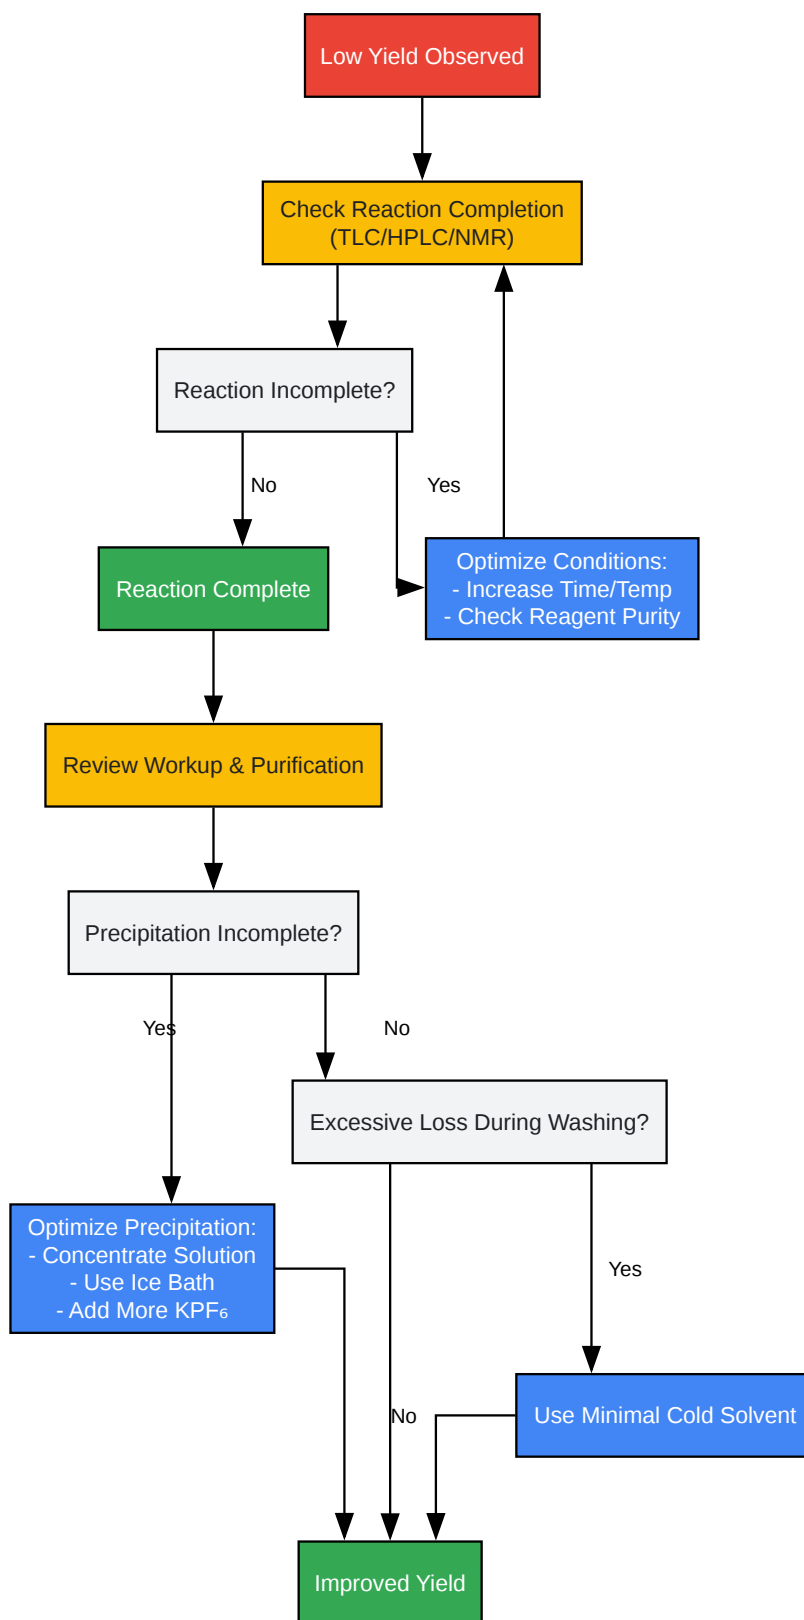 Low Yield Observed
Check Reaction Completion
(TLC/HPLC/NMR)
Reaction Incomplete?
No
Yes
Reaction Complete
Optimize Conditions:
- Increase Time/Temp
- Check Reagent Purity
Review Workup & Purification
Precipitation Incomplete?
Yes
No
Excessive Loss During Washing?
Optimize Precipitation:
- Concentrate Solution
- Use Ice Bath
- Add More KPF₆
Yes
Use Minimal Cold Solvent
No
Improved Yield